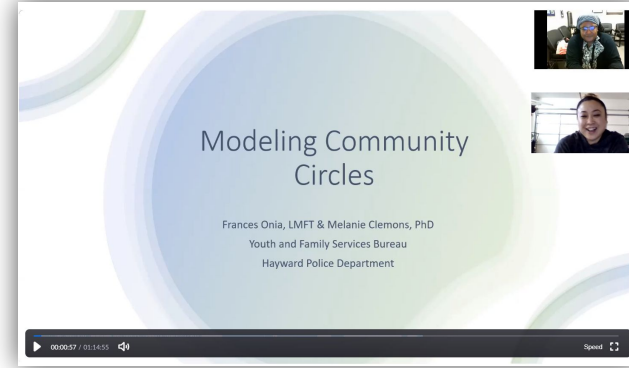 Modeling Community
Circles
Frances Onia, LMFT & Melanie Clemons, PhD
Youth and Family Services Bureau
Hayward Police Department
00:00:57 / 01:14:55
Speed